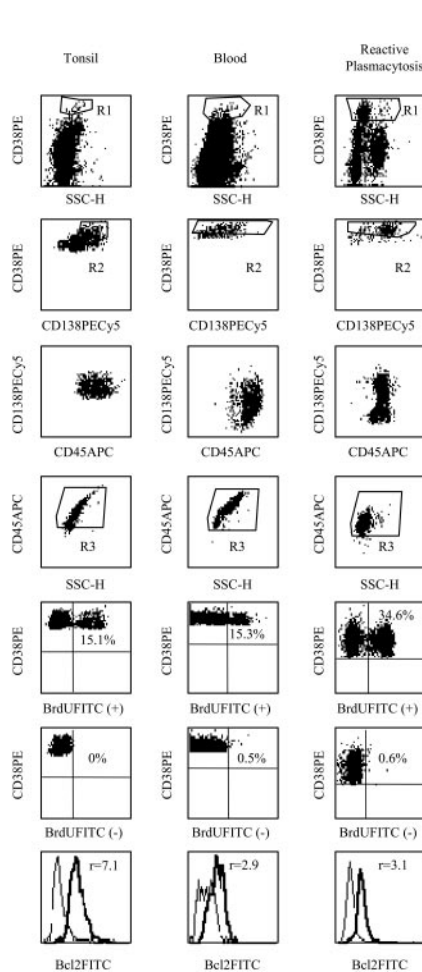 Tonsil Blood Reactive
Plasmacytosis
CD38PE R1 CD38PE R1 CD38PE R1
SSC-H SSC-H SSC-H
CD38PE R2 CD38PE R2 CD38PE R2
CD138PECy5 CD138PECy5 CD138PECy5
CD138PECy5 CD138PECy5 CD138PECy5
CD45APC CD45APC CD45APC
CD45APC R3 CD45APC R3 CD45APC R3
SSC-H SSC-H SSC-H
CD38PE 15.1% CD38PE 15.3% CD38PE 34.6%
BrdUFITC (+) BrdUFITC (+) BrdUFITC (+)
CD38PE 0% CD38PE 0.5% CD38PE 0.6%
BrdUFITC (-) BrdUFITC (-) BrdUFITC (-)
r=7.1 r=2.9 r=3.1
Bcl2FITC Bcl2FITC Bcl2FITC